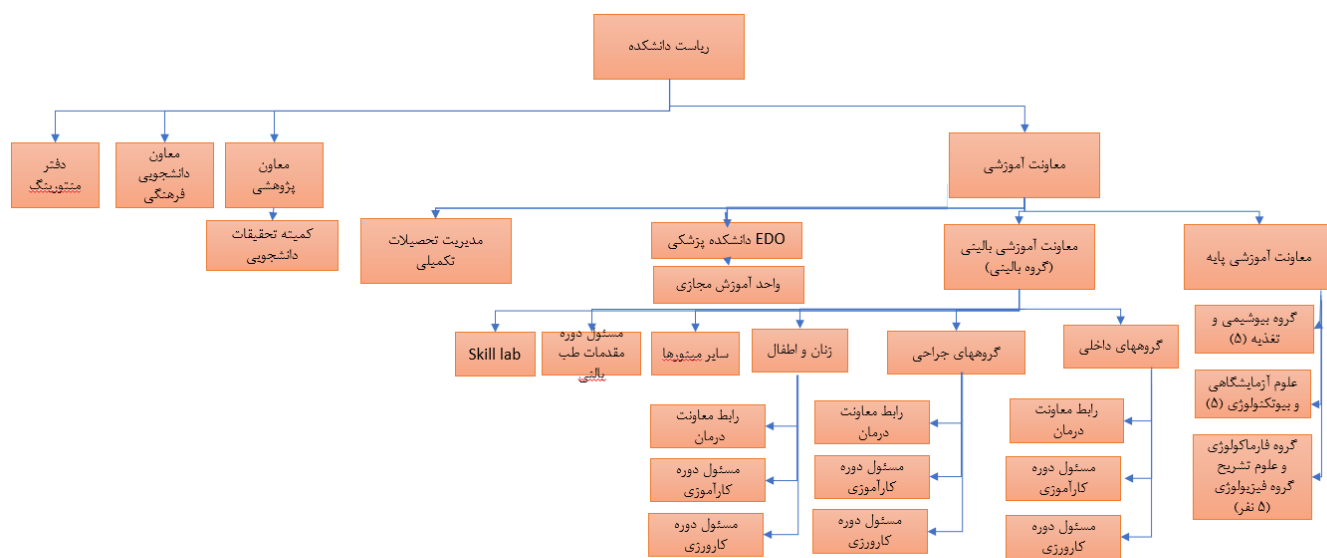 ریاست دانشکده
معاونت آموزشی
معاون
پژوهشی
معاون
دانشجویی
فرهنگی
دفتر
منتورینگ
کمیته تحقیقات
دانشجویی
معاونت آموزشی پایه
معاونت آموزشی بالینی
(گروه بالینی)
EDO دانشکده پزشکی
مدیریت تحصیلات
تکمیلی
واحد آموزش مجازی
گروه بیوشیمی و
تغذیه (۵)
علوم آزمایشگاهی
و بیوتکنولوژی (۵)
گروه فارماکولوژی
و علوم تشریح
گروه فیزیولوژی
(۵ نفر)
گروههای داخلی
گروههای جراحی
زنان و اطفال
سایر مینورها
مسئول دوره
مقدمات طب
بالنی
Skill lab
رابط معاونت
درمان
مسئول دوره
کارآموزی
مسئول دوره
کارورزی
رابط معاونت
درمان
مسئول دوره
کارآموزی
مسئول دوره
کارورزی
رابط معاونت
درمان
مسئول دوره
کارآموزی
مسئول دوره
کارورزی